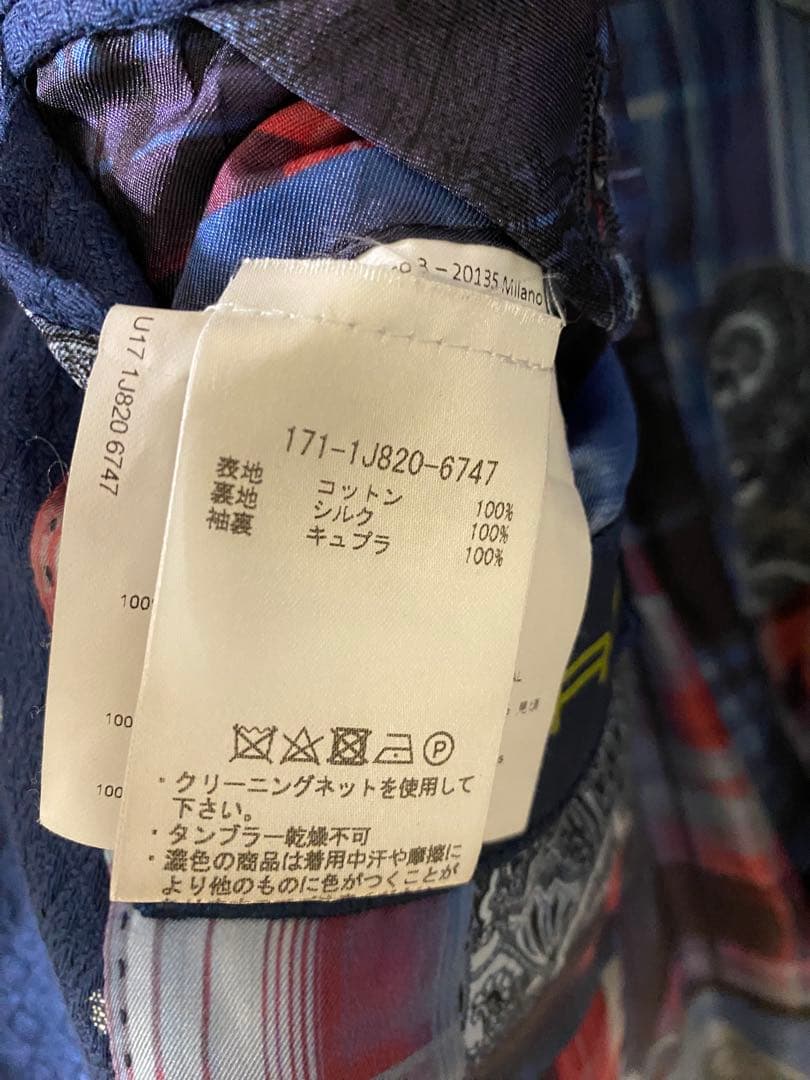 3 – 20135 Milano
U17 1J820 6747
171-1J820-6747
表地 コットン 100%
裏地 シルク 100%
袖裏 キュプラ 100%
100
100
100
AL
P
・クリーニングネットを使用して
下さい。
・タンブラー乾燥不可
・濃色の商品は着用中汗や摩擦に
より他のものに色がつくことが